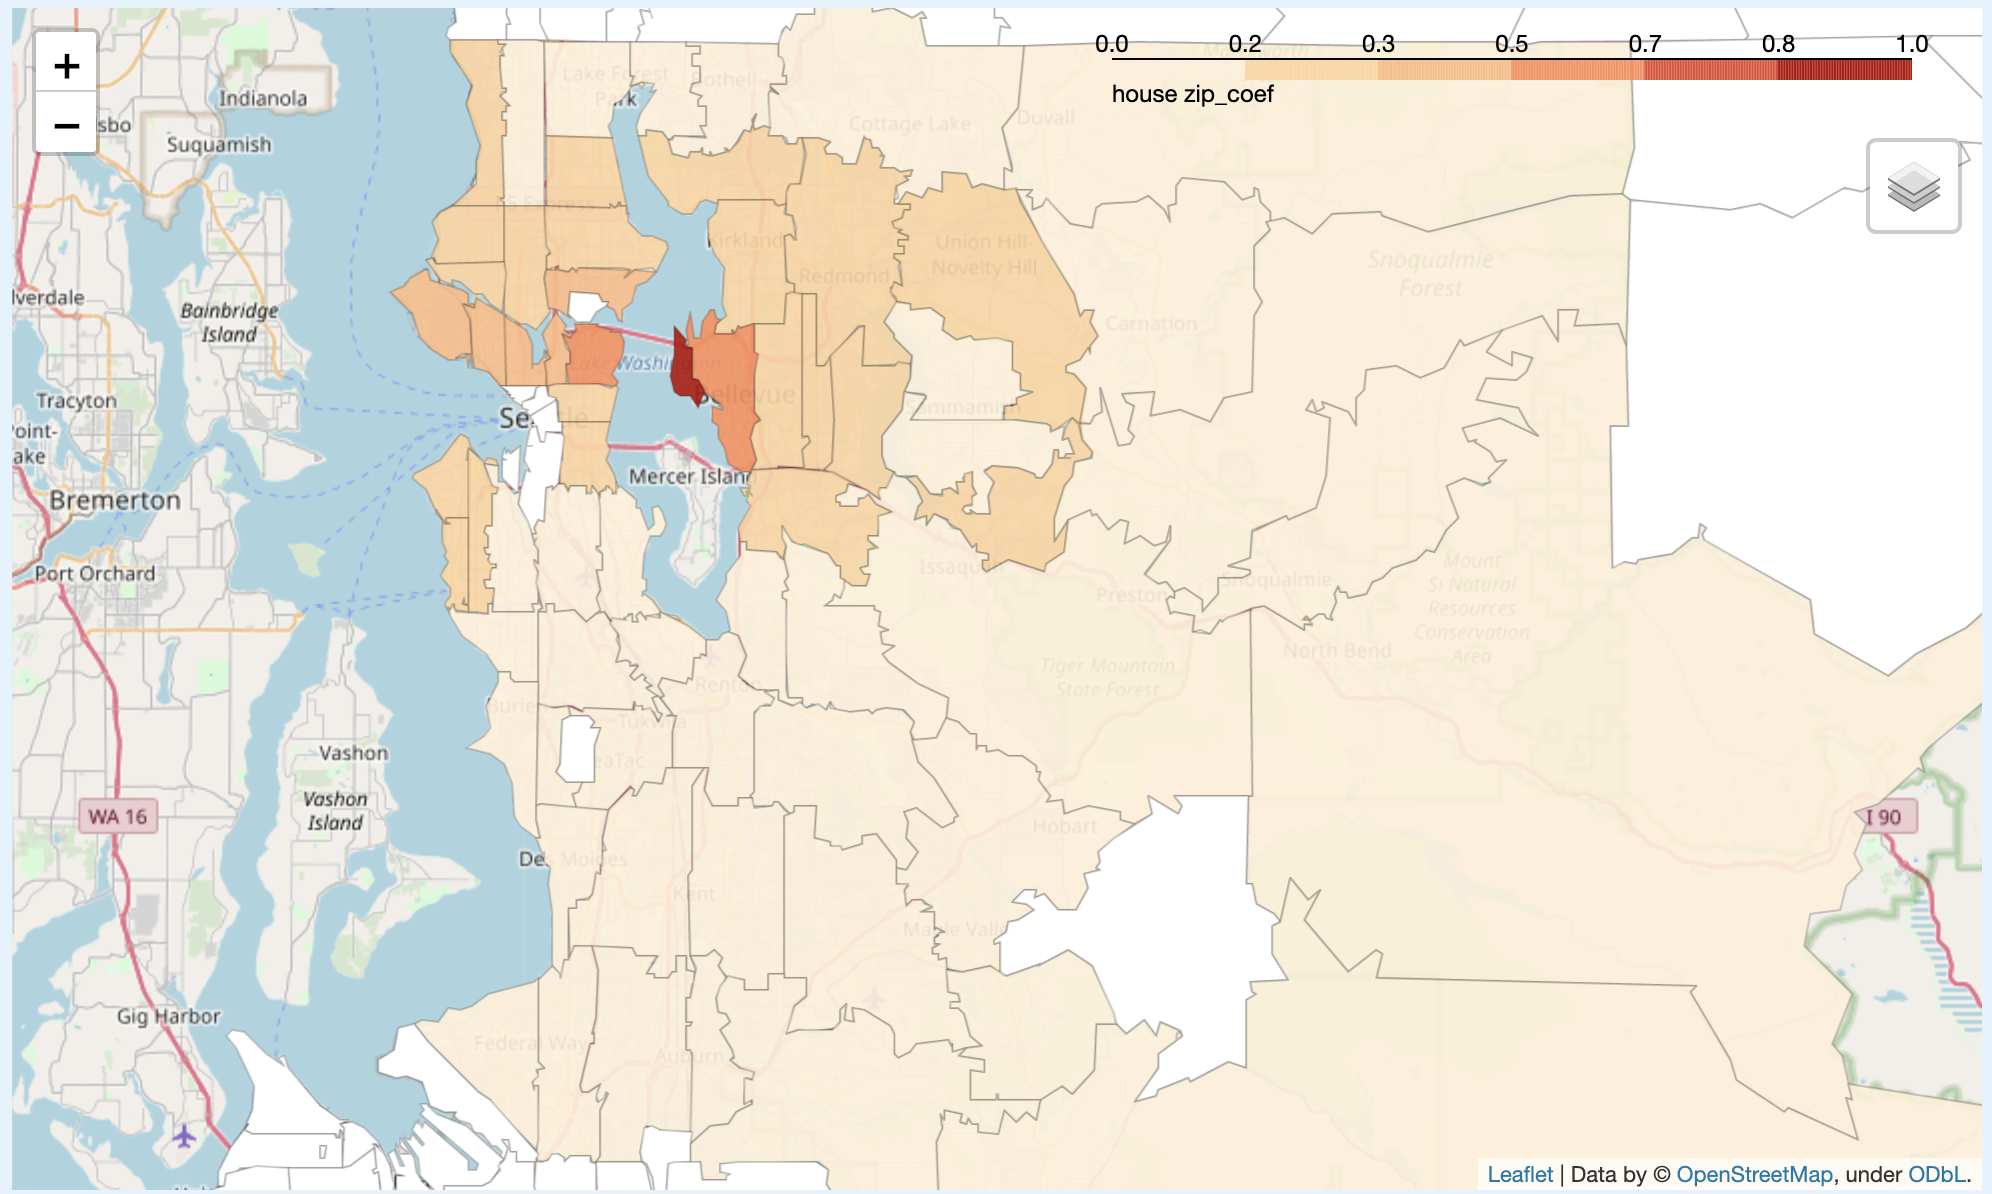 +
−
0.0 0.2 0.3 0.5 0.7 0.8 1.0
house zip_coef
Indianola
sbo
Suquamish
Lake Forest
Park
Bothell
Cottage Lake
Duvall
S Express
Kirkland
Union Hill-
Novelty Hill
Redmond
Snoqualmie
Forest
lverdale
Bainbridge
Island
Carnation
Lake Washington
Bellevue
Sammamish
Tracyton
Seattle
Point-
ake
Mercer Island
Bremerton
Port Orchard
Issaquah
Preston
Snoqualmie
Mount
Si Natural
Resources
Conservation
Area
North Bend
Tiger Mountain
State Forest
Renton
Burien
Tukwila
SeaTac
Vashon
Vashon
Island
WA 16
I 90
Hobart
Des Moines
Kent
Maple Valle
Gig Harbor
Federal Way
Auburn
Leaflet | Data by © OpenStreetMap, under ODbL.